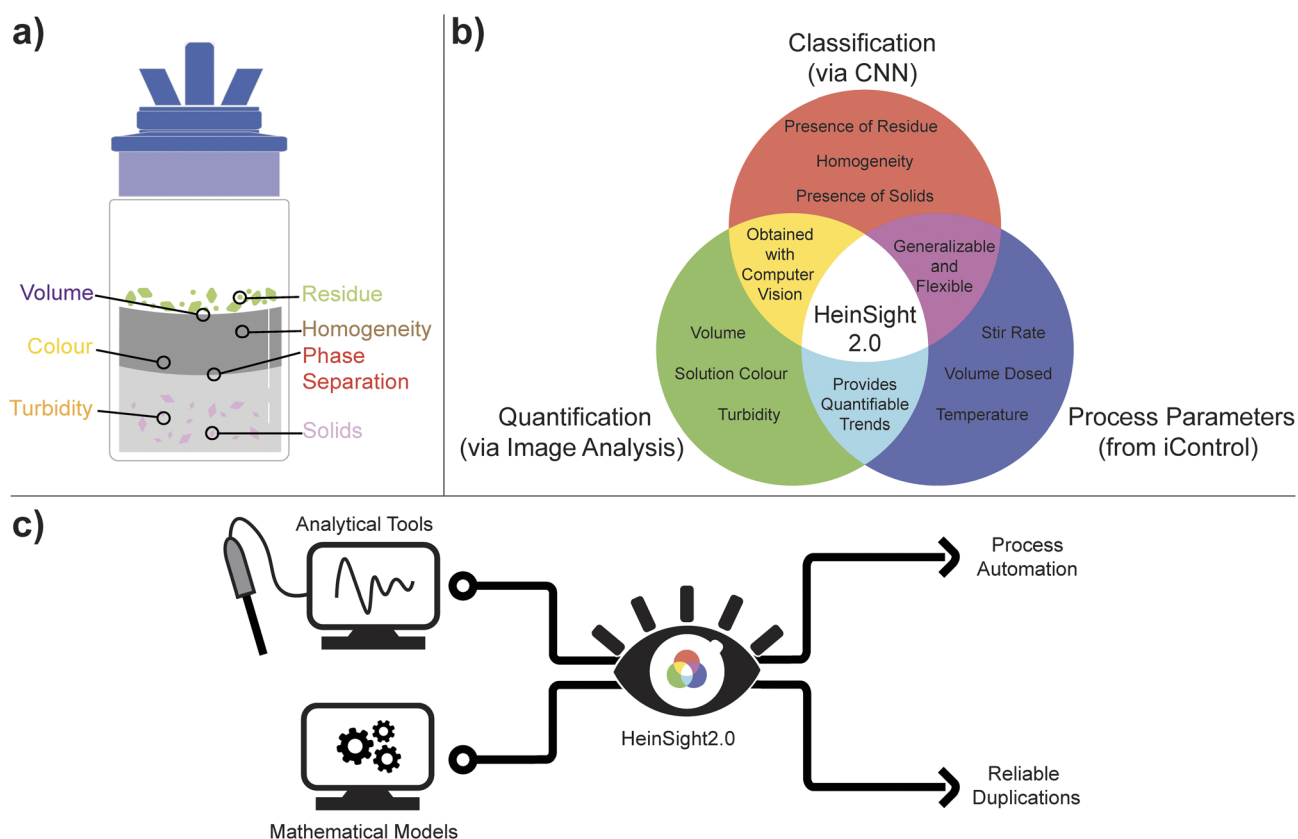 a)
Volume
Colour
Turbidity
Residue
Homogeneity
Phase
Separation
Solids
b)
Classification
(via CNN)
Presence of Residue
Homogeneity
Presence of Solids
Obtained
with
Computer
Vision
Generalizable
and
Flexible
HeinSight
2.0
Volume
Solution Colour
Turbidity
Provides
Quantifiable
Trends
Stir Rate
Volume Dosed
Temperature
Quantification
(via Image Analysis)
Process Parameters
(from iControl)
c)
Analytical Tools
Mathematical Models
HeinSight2.0
Process
Automation
Reliable
Duplications